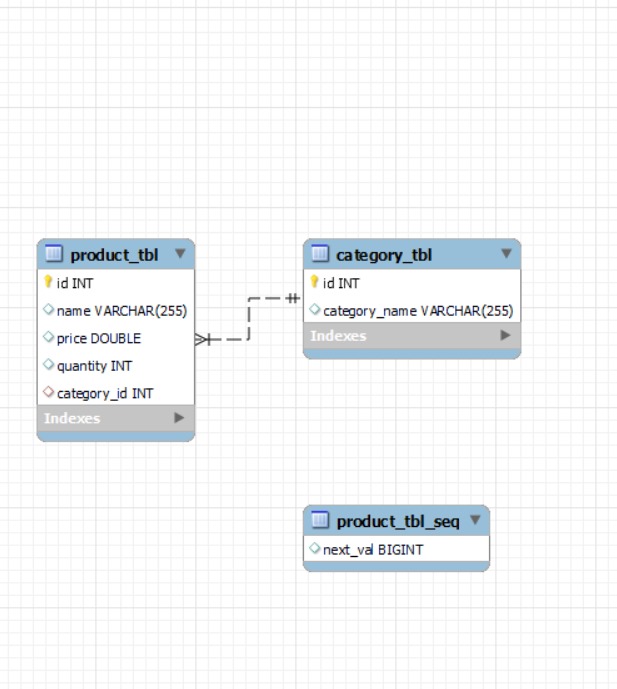 product_tbl
id INT
name VARCHAR(255)
price DOUBLE
quantity INT
category_id INT
Indexes
category_tbl
id INT
category_name VARCHAR(255)
Indexes
product_tbl_seq
next_val BIGINT